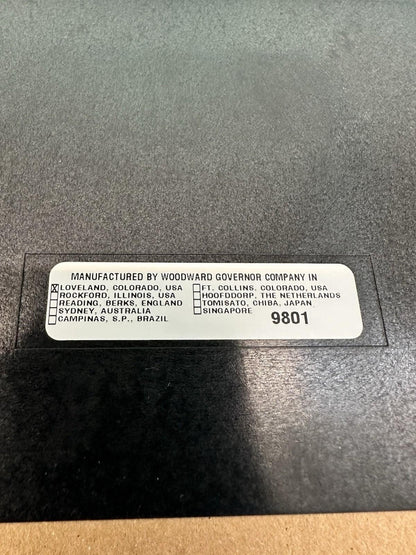 MANUFACTURED BY WOODWARD GOVERNOR COMPANY IN
LOVELAND, COLORADO, USA
ROCKFORD, ILLINOIS, USA
READING, BERKS, ENGLAND
SYDNEY, AUSTRALIA
CAMPINAS, S.P., BRAZIL
FT. COLLINS, COLORADO, USA
HOOFDDORP, THE NETHERLANDS
TOMISATO, CHIBA, JAPAN
SINGAPORE
9801